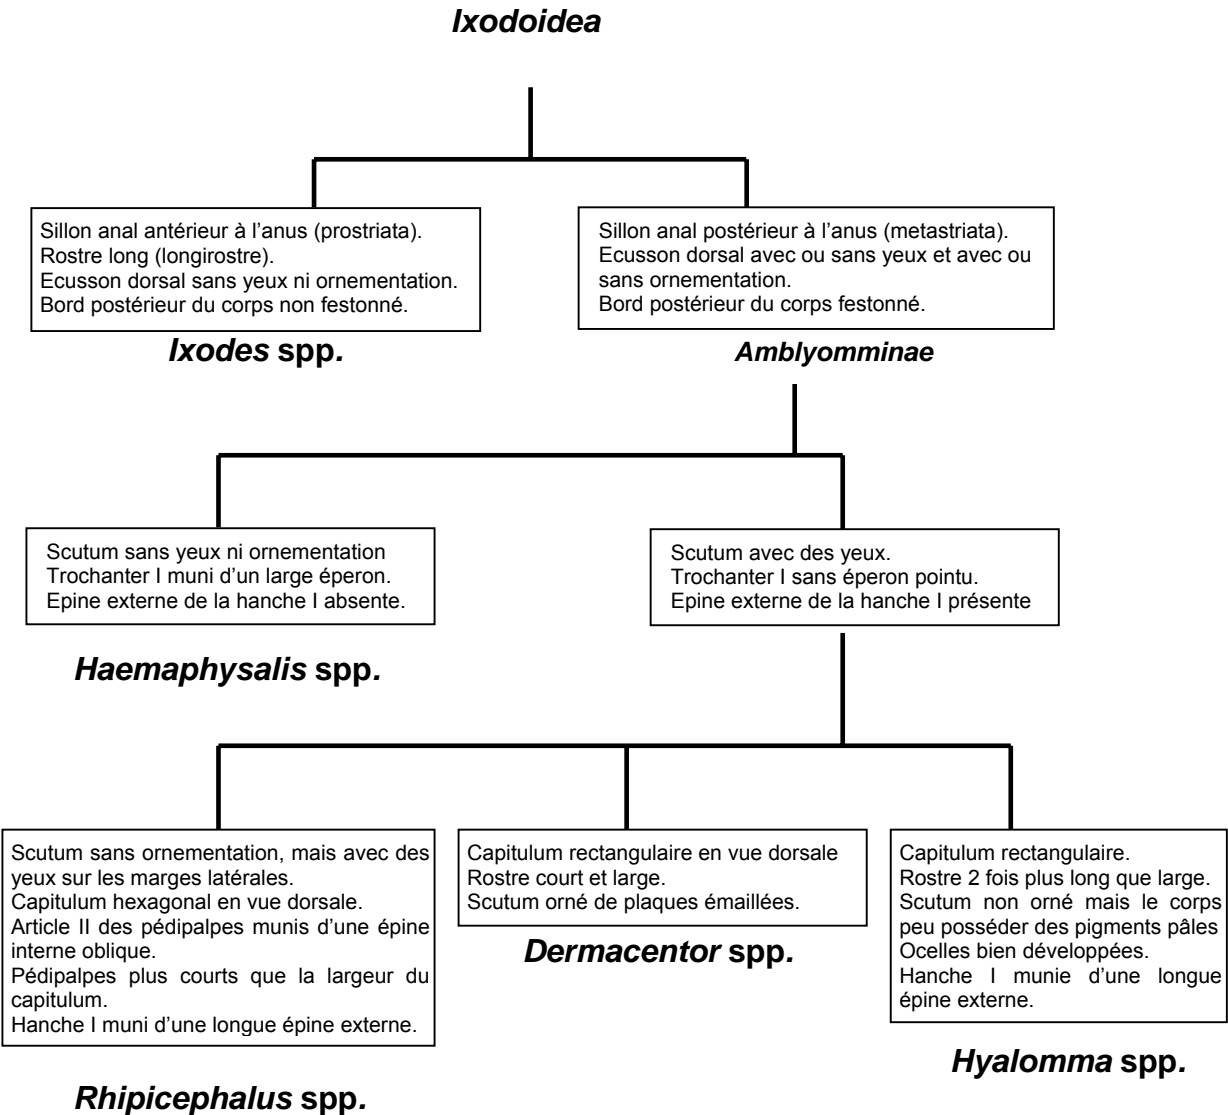 Ixodoidea
Sillon anal antérieur à l'anus (prostriata).
Rostre long (longirostre).
Ecusson dorsal sans yeux ni ornementation.
Bord postérieur du corps non festonné.
Ixodes spp.
Sillon anal postérieur à l'anus (metastriata).
Ecusson dorsal avec ou sans yeux et avec ou
sans ornementation.
Bord postérieur du corps festonné.
Amblyomminae
Scutum sans yeux ni ornementation
Trochanter I muni d'un large éperon.
Epine externe de la hanche I absente.
Haemaphysalis spp.
Scutum avec des yeux.
Trochanter I sans éperon pointu.
Epine externe de la hanche I présente
Scutum sans ornementation, mais avec des
yeux sur les marges latérales.
Capitulum hexagonal en vue dorsale.
Article II des pédipalpes munis d'une épine
interne oblique.
Pédipalpes plus courts que la largeur du
capitulum.
Hanche I muni d'une longue épine externe.
Rhipicephalus spp.
Capitulum rectangulaire en vue dorsale
Rostre court et large.
Scutum orné de plaques émaillées.
Dermacentor spp.
Capitulum rectangulaire.
Rostre 2 fois plus long que large.
Scutum non orné mais le corps
peu posséder des pigments pâles
Ocelles bien développées.
Hanche I munie d'une longue
épine externe.
Hyalomma spp.